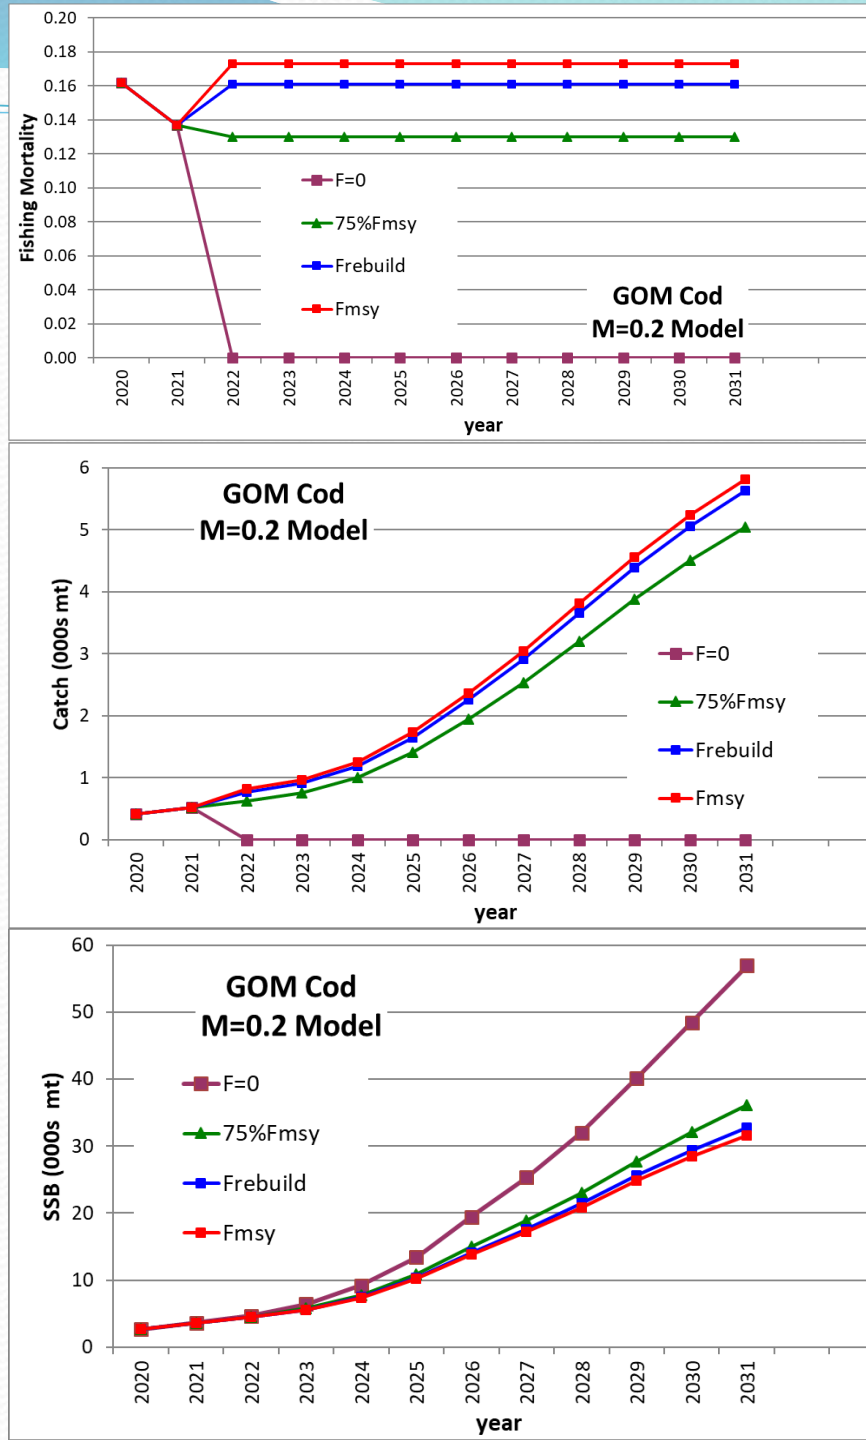 0.20
0.18
0.16
0.14
0.12
0.10
0.08
0.06
0.04
0.02
0.00
Fishing Mortality
F=0
75%Fmsy
Frebuild
Fmsy
GOM Cod
M=0.2 Model
2020 2021 2022 2023 2024 2025 2026 2027 2028 2029 2030 2031
year
6
5
4
3
2
1
0
Catch (000s mt)
GOM Cod
M=0.2 Model
F=0
75%Fmsy
Frebuild
Fmsy
2020 2021 2022 2023 2024 2025 2026 2027 2028 2029 2030 2031
year
60
50
40
30
20
10
0
SSB (000s mt)
GOM Cod
M=0.2 Model
F=0
75%Fmsy
Frebuild
Fmsy
2020 2021 2022 2023 2024 2025 2026 2027 2028 2029 2030 2031
year